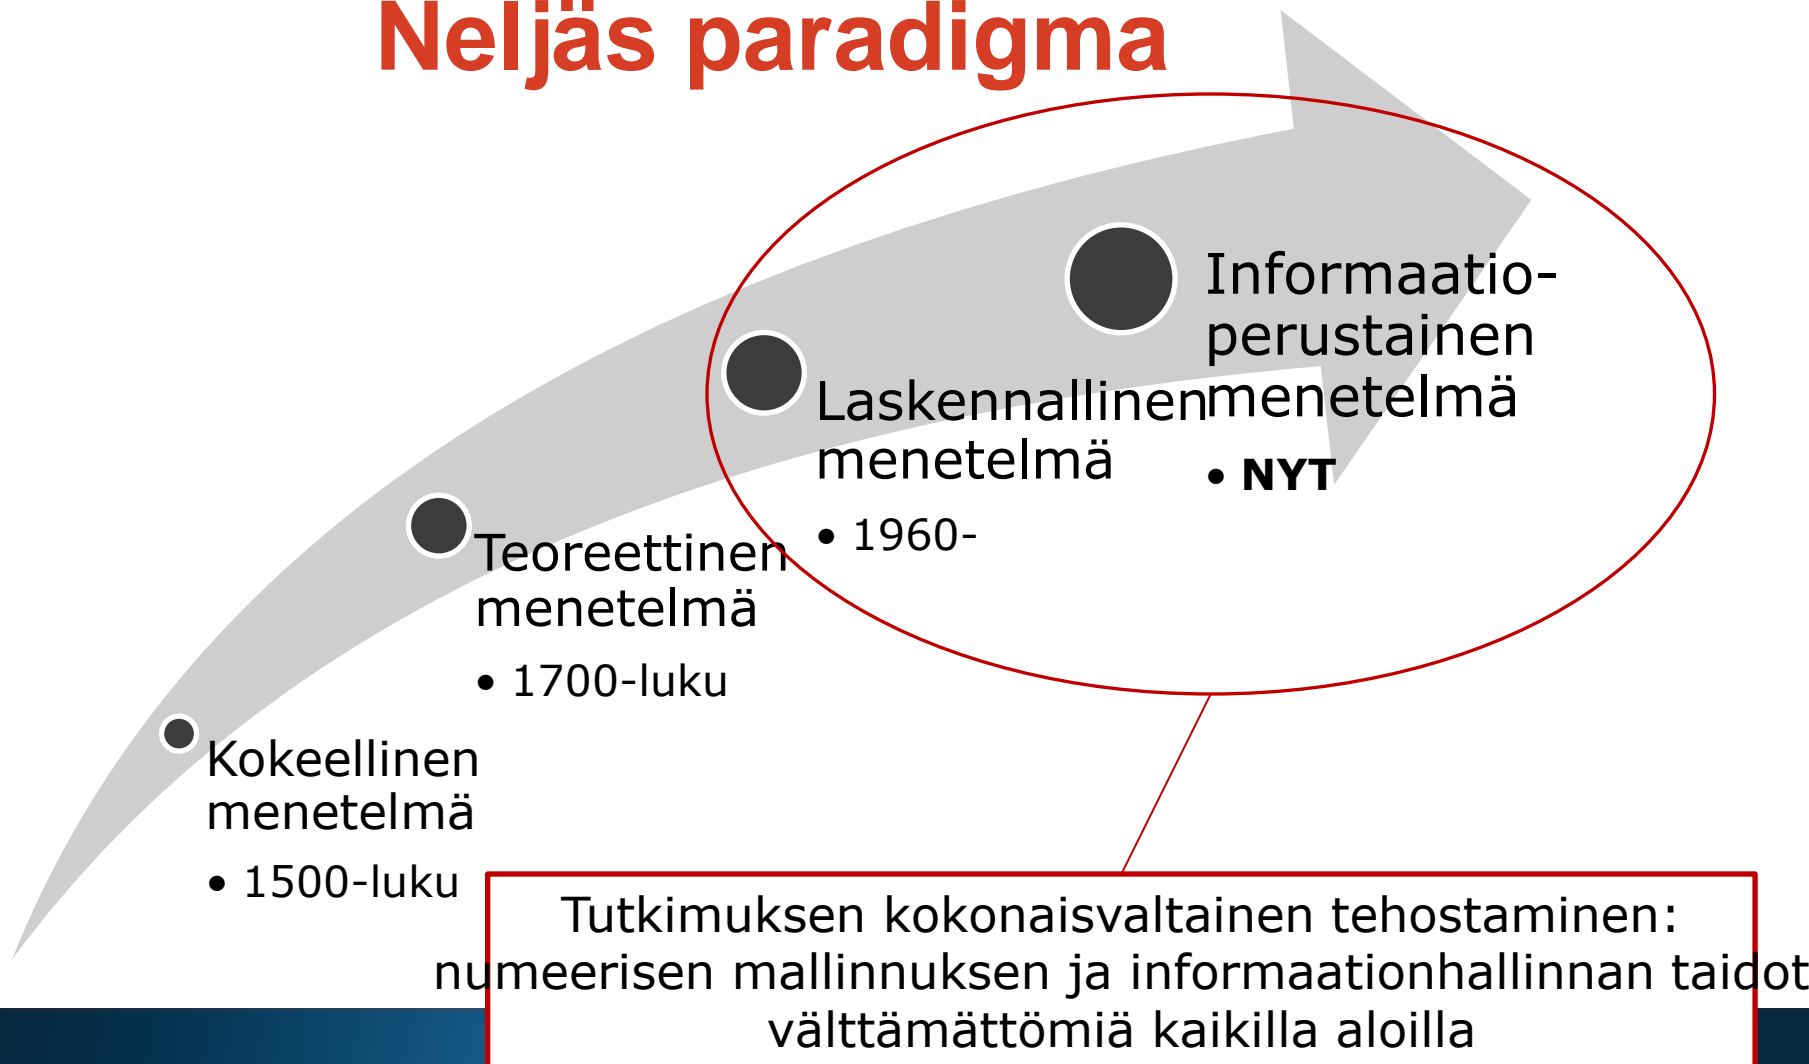 Neljäs paradigma
Informaatio-
perustainen
menetelmä
• NYT
Laskennallinen
menetelmä
• 1960-
Teoreettinen
menetelmä
• 1700-luku
Kokeellinen
menetelmä
• 1500-luku
Tutkimuksen kokonaisvaltainen tehostaminen:
numeerisen mallinnuksen ja informaationhallinnan taidot
välttämättömiä kaikilla aloilla